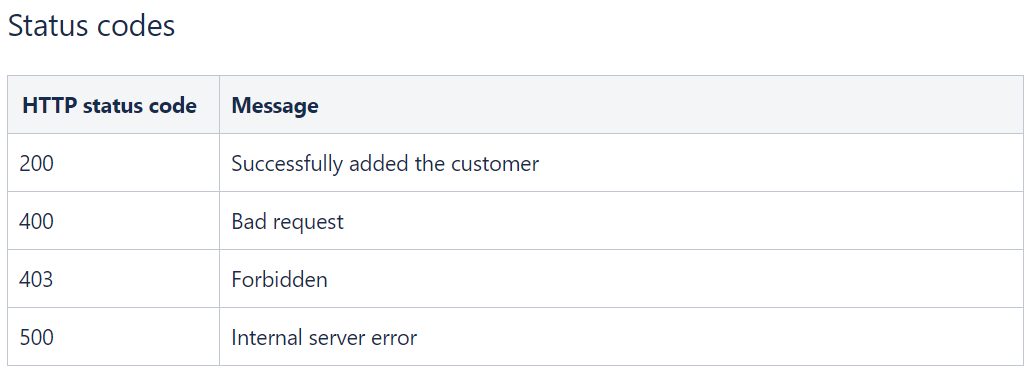 Status codes
HTTP status code Message
200 Successfully added the customer
400 Bad request
403 Forbidden
500 Internal server error